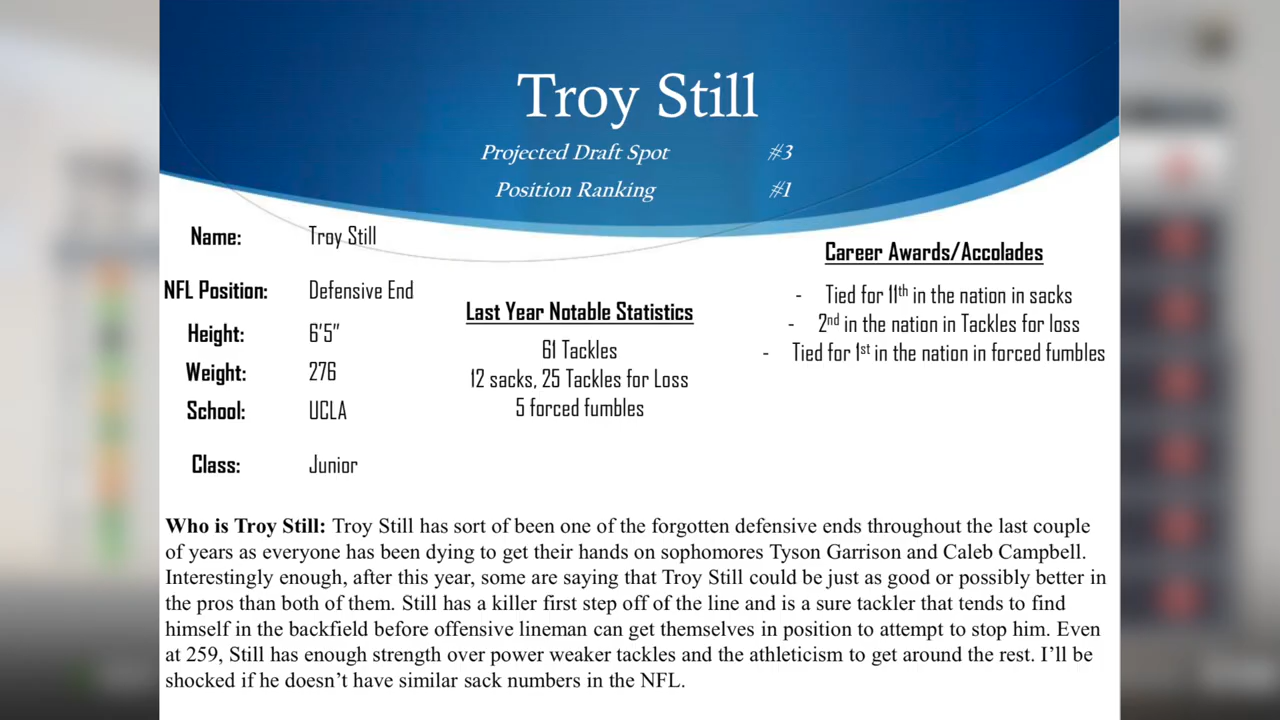 Troy Still
Projected Draft Spot #3
Position Ranking #1
Name: Troy Still
NFL Position: Defensive End
Height: 6'5"
Weight: 276
School: UCLA
Class: Junior
Last Year Notable Statistics
61 Tackles
12 sacks, 25 Tackles for Loss
5 forced fumbles
Career Awards/Accolades
- Tied for 11th in the nation in sacks
- 2nd in the nation in Tackles for loss
- Tied for 1st in the nation in forced fumbles
Who is Troy Still: Troy Still has sort of been one of the forgotten defensive ends throughout the last couple
of years as everyone has been dying to get their hands on sophomores Tyson Garrison and Caleb Campbell.
Interestingly enough, after this year, some are saying that Troy Still could be just as good or possibly better in
the pros than both of them. Still has a killer first step off of the line and is a sure tackler that tends to find
himself in the backfield before offensive lineman can get themselves in position to attempt to stop him. Even
at 259, Still has enough strength over power weaker tackles and the athleticism to get around the rest. I'll be
shocked if he doesn't have similar sack numbers in the NFL.